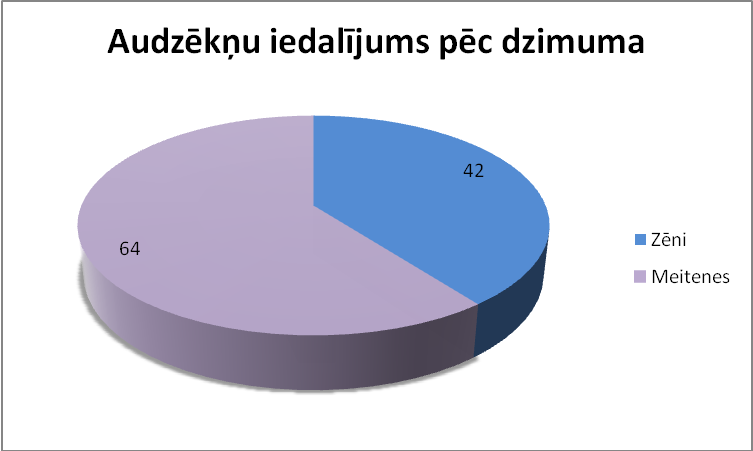 Audzēkņu iedalījums pēc dzimuma
42
64
Zēni
Meitenes